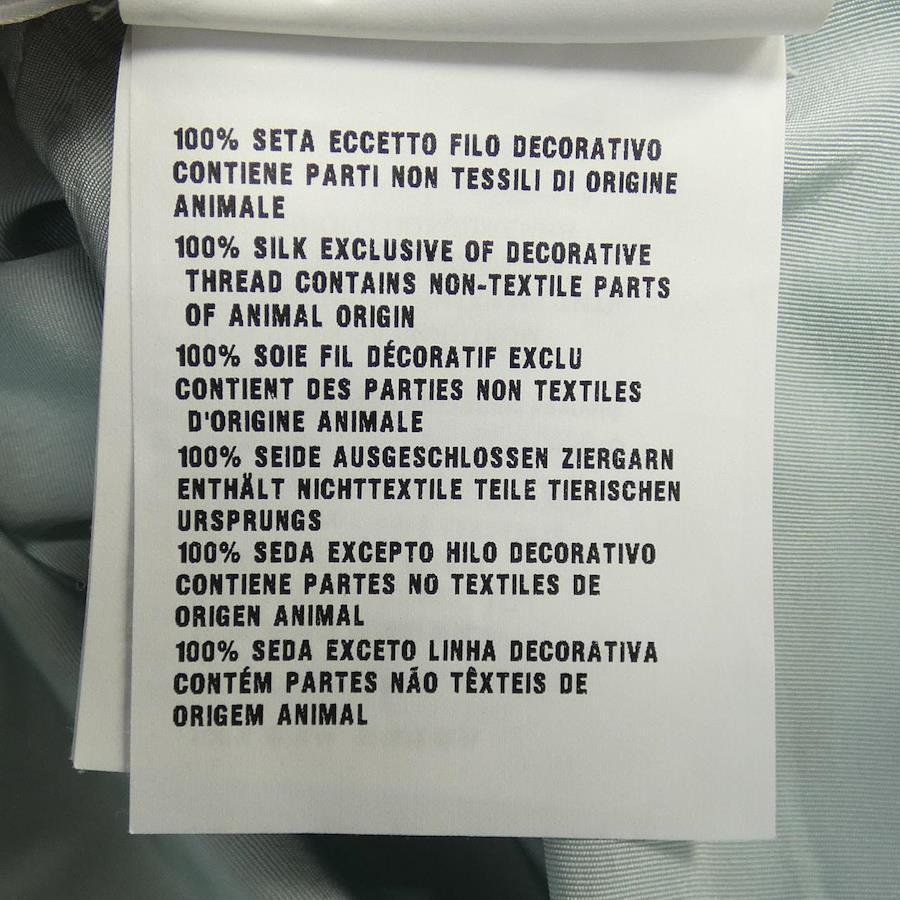 100% SETA ECCETTO FILO DECORATIVO
CONTIENE PARTI NON TESSILI DI ORIGINE
ANIMALE
100% SILK EXCLUSIVE OF DECORATIVE
THREAD CONTAINS NON-TEXTILE PARTS
OF ANIMAL ORIGIN
100% SOIE FIL DÉCORATIF EXCLU
CONTIENT DES PARTIES NON TEXTILES
D'ORIGINE ANIMALE
100% SEIDE AUSGESCHLOSSEN ZIERGARN
ENTHÄLT NICHTTEXTILE TEILE TIERISCHEN
URSPRUNGS
100% SEDA EXCEPTO HILO DECORATIVO
CONTIENE PARTES NO TEXTILES DE
ORIGEN ANIMAL
100% SEDA EXCETO LINHA DECORATIVA
CONTÉM PARTES NÃO TÊXTEIS DE
ORIGEM ANIMAL